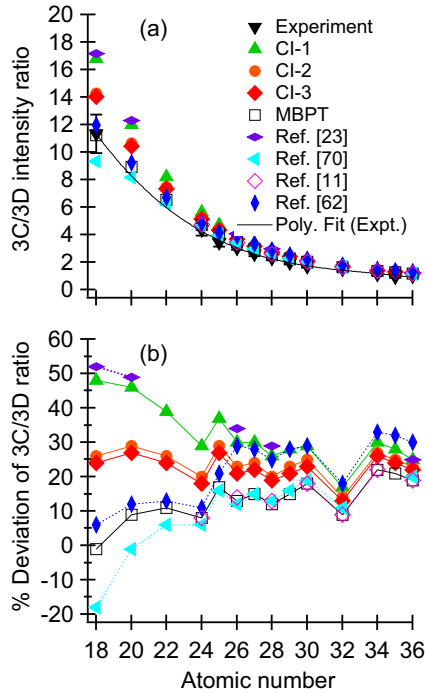 (a)
Experiment
CI-1
CI-2
CI-3
MBPT
Ref. [23]
Ref. [70]
Ref. [11]
Ref. [62]
Poly. Fit (Expt.)
3C/3D intensity ratio
20
18
16
14
12
10
8
6
4
2
0
(b)
% Deviation of 3C/3D ratio
60
50
40
30
20
10
0
-10
-20
18 20 22 24 26 28 30 32 34 36
Atomic number